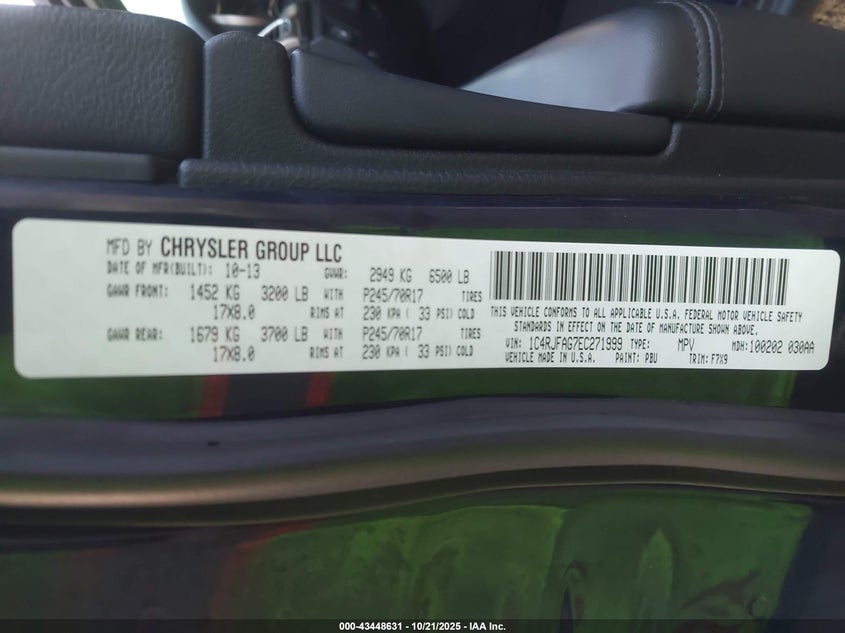 MFD BY CHRYSLER GROUP LLC
DATE OF MFR(BUILT): 10-13 GVWR: 2949 KG 6500 LB
GAWR FRONT: 1452 KG 3200 LB WITH P245/70R17 TIRES
17X8.0 RIMS AT 230 KPA ( 33 PSI) COLD
GAWR REAR: 1679 KG 3700 LB WITH P245/70R17 TIRES
17X8.0 RIMS AT 230 KPA ( 33 PSI) COLD
THIS VEHICLE CONFORMS TO ALL APPLICABLE U.S.A. FEDERAL MOTOR VEHICLE SAFETY
STANDARDS IN EFFECT ON THE DATE OF MANUFACTURE SHOWN ABOVE.
VIN: 1C4RJFAG7EC271999 TYPE: MPV MDH: 100202 030AA
VEHICLE MADE IN U.S.A. PAINT: PBU TRIM: F7X9
000-43448631 - 10/21/2025 - IAA Inc.